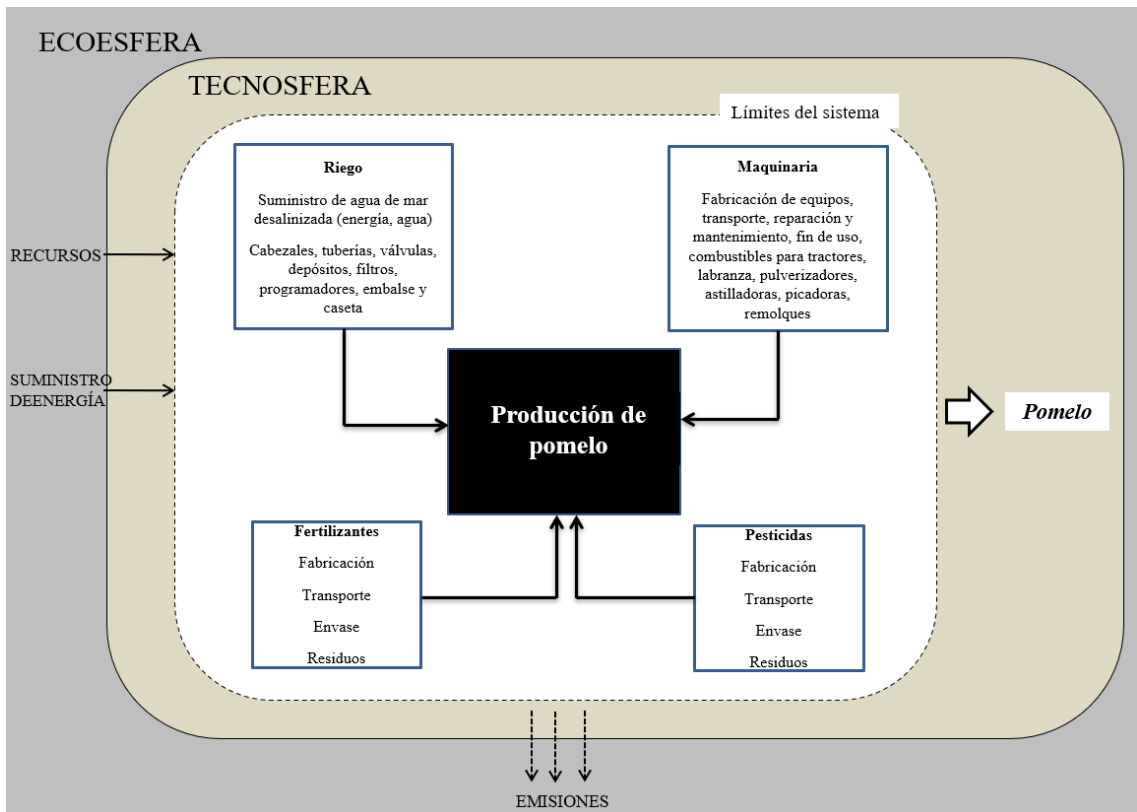 ECOESFERA
TECNOSFERA
Límites del sistema
Riego
Suministro de agua de mar
desalinizada (energía, agua)
Cabezales, tuberías, válvulas,
depósitos, filtros,
programadores, embalse y
caseta
Maquinaria
Fabricación de equipos,
transporte, reparación y
mantenimiento, fin de uso,
combustibles para tractores,
labranza, pulverizadores,
astilladoras, picadoras,
remolques
RECURSOS
SUMINISTRO
DEENERGÍA
Producción de
pomelo
Pomelo
Fertilizantes
Fabricación
Transporte
Envase
Residuos
Pesticidas
Fabricación
Transporte
Envase
Residuos
EMISIONES